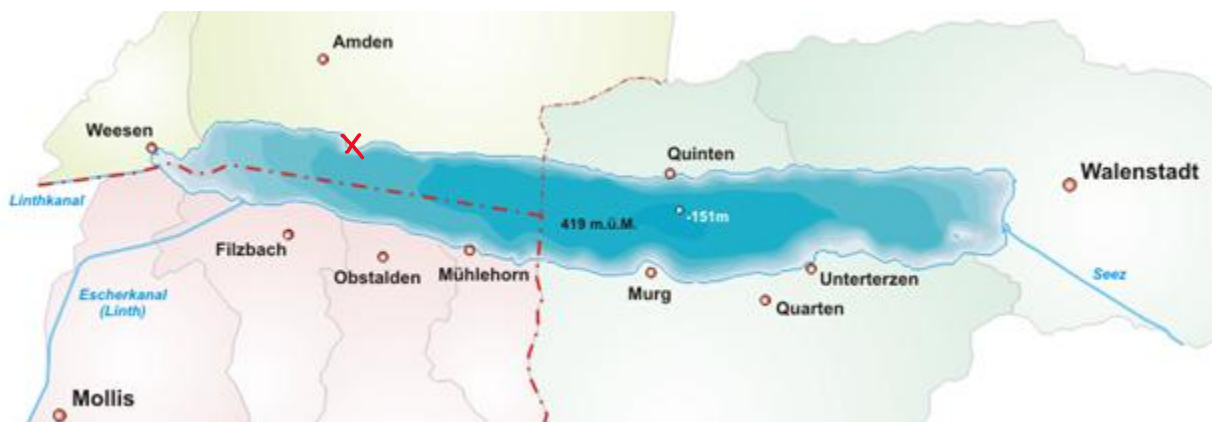 Amden
Weesen
Quinten
Walenstadt
Linthkanal
-151m
419 m.ü.M.
Filzbach
Obstalden
Mühlehorn
Murg
Unterterzen
Quarten
Seez
Escherkanal
(Linth)
Mollis